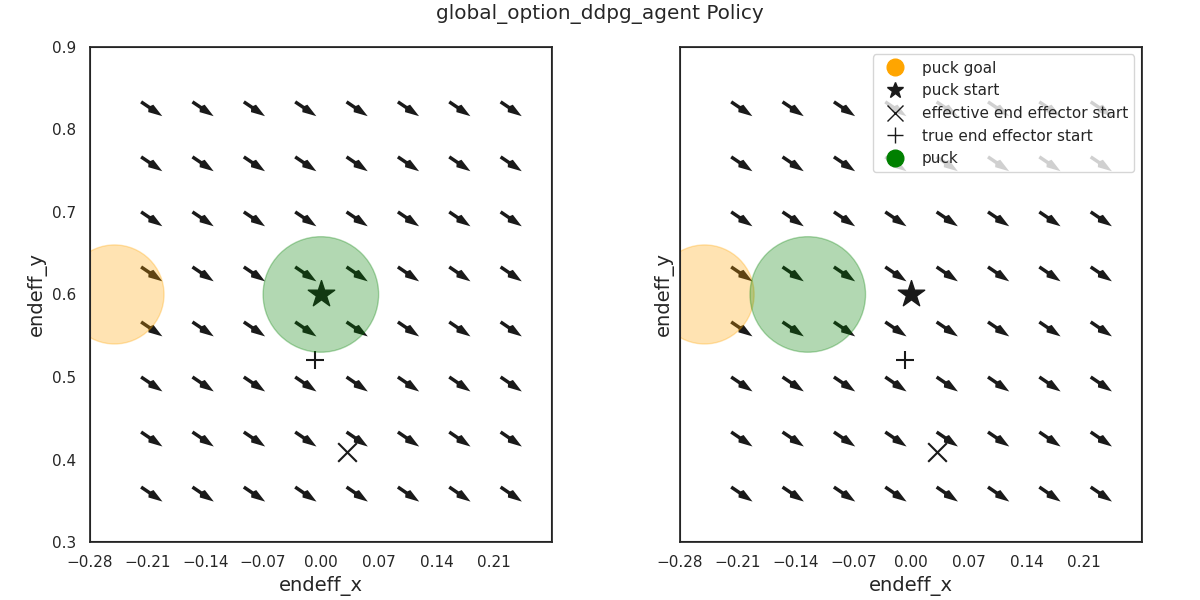 global_option_ddpg_agent Policy
0.9
0.8
0.7
0.6
0.5
0.4
0.3
endeff_y
−0.28 −0.21 −0.14 −0.07 0.00 0.07 0.14 0.21
endeff_x
puck goal
puck start
effective end effector start
true end effector start
puck
endeff_y
−0.28 −0.21 −0.14 −0.07 0.00 0.07 0.14 0.21
endeff_x